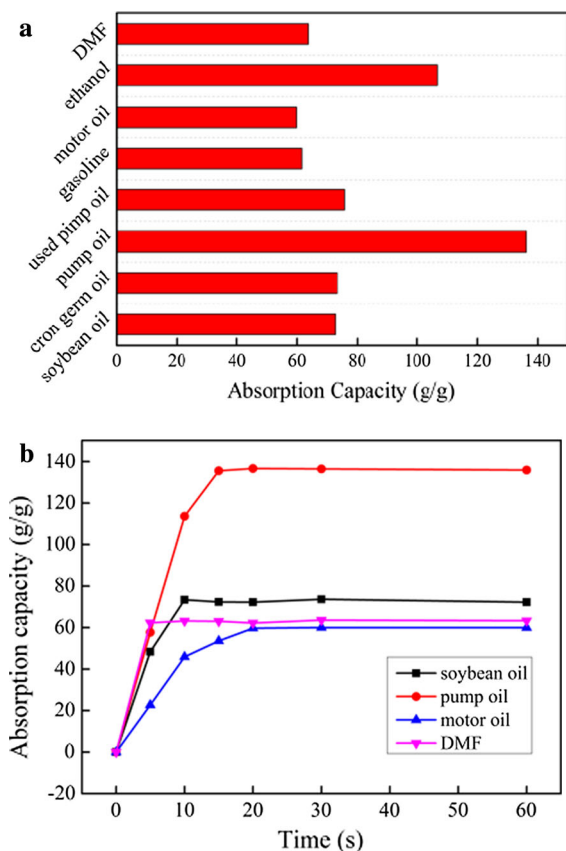 a
DMF
ethanol
motor oil
gasoline
used pimp oil
pump oil
cron germ oil
soybean oil
0 20 40 60 80 100 120 140
Absorption Capacity (g/g)
b
Absorption capacity (g/g)
140
120
100
80
60
40
20
0
-20
soybean oil
pump oil
motor oil
DMF
0 10 20 30 40 50 60
Time (s)